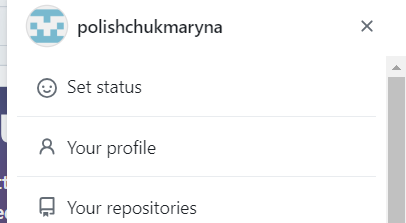 polishchukmaryna
Set status
Your profile
Your repositories